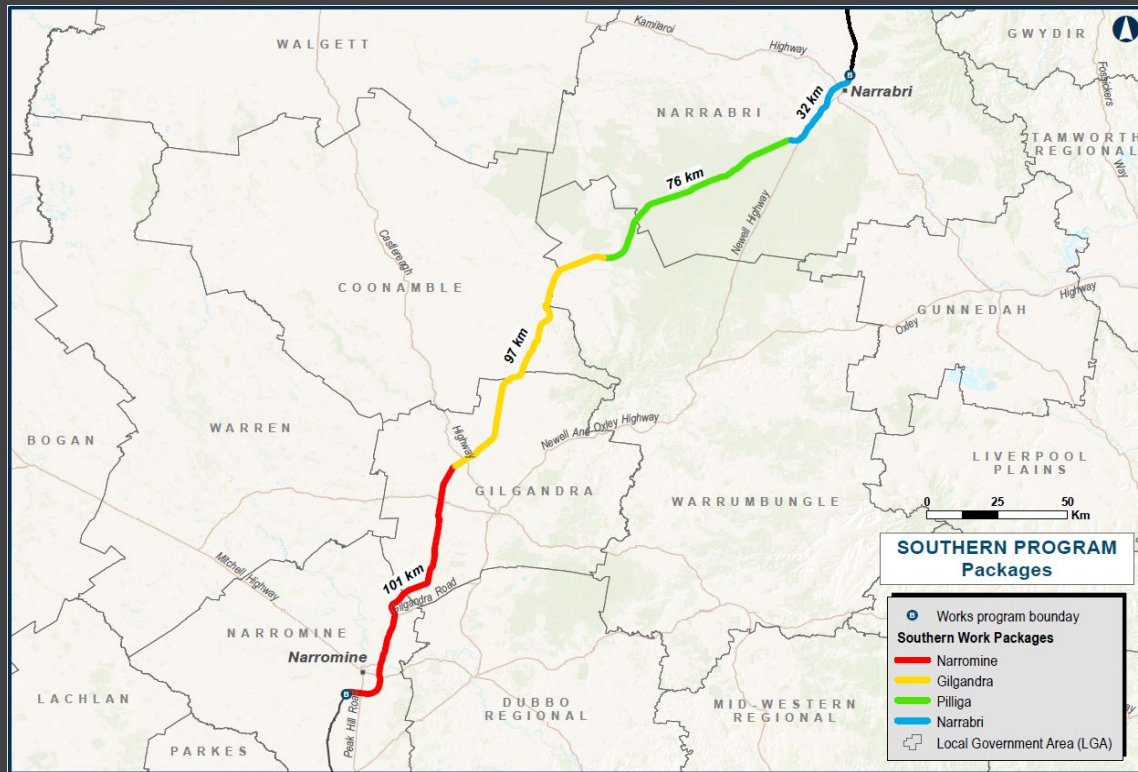 WALGETT
Kamilaroi
Highway
GWYDIR
Fossickers
Way
B
Narrabri
NARRABRI
32 km
TAMWORTH
REGIONAL
76 km
Newell Highway
Castlereagh
COONAMBLE
GUNNEDAH
Highway
Oxley
97 km
BOGAN
WARREN
Highway
Newell And Oxley Highway
GILGANDRA
WARRUMBUNGLE
LIVERPOOL
PLAINS
0 25 50
Km
Mitchell Highway
101 km
Gilgandra Road
NARROMINE
Narromine
B
Peak Hill Road
LACHLAN
PARKES
DUBBO
REGIONAL
MID-WESTERN
REGIONAL
SOUTHERN PROGRAM
Packages
B Works program bounday
Southern Work Packages
Narromine
Gilgandra
Pilliga
Narrabri
Local Government Area (LGA)